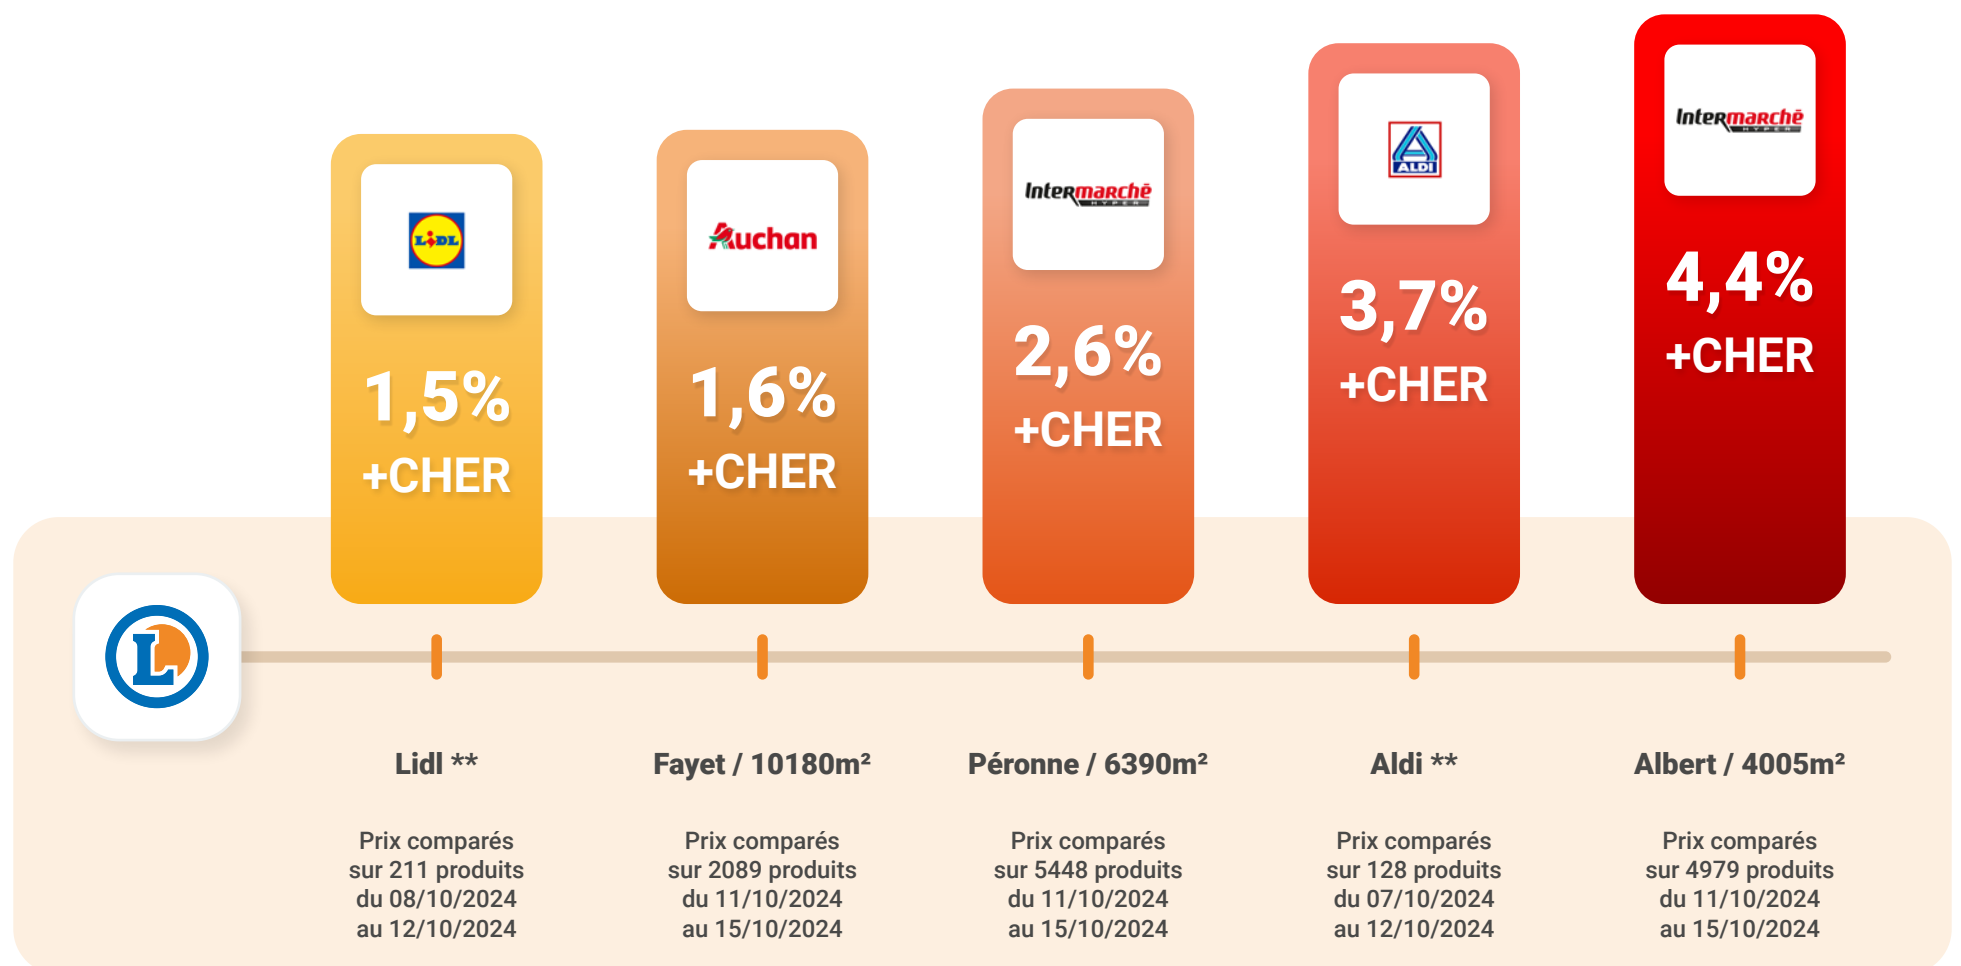 LIDL
1,5%
+CHER
Auchan
1,6%
+CHER
Intermarchē
HYPER
2,6%
+CHER
ALDI
3,7%
+CHER
Intermarchē
HYPER
4,4%
+CHER
L
Lidl **
Prix comparés
sur 211 produits
du 08/10/2024
au 12/10/2024
Fayet / 10180m²
Prix comparés
sur 2089 produits
du 11/10/2024
au 15/10/2024
Péronne / 6390m²
Prix comparés
sur 5448 produits
du 11/10/2024
au 15/10/2024
Aldi **
Prix comparés
sur 128 produits
du 07/10/2024
au 12/10/2024
Albert / 4005m²
Prix comparés
sur 4979 produits
du 11/10/2024
au 15/10/2024